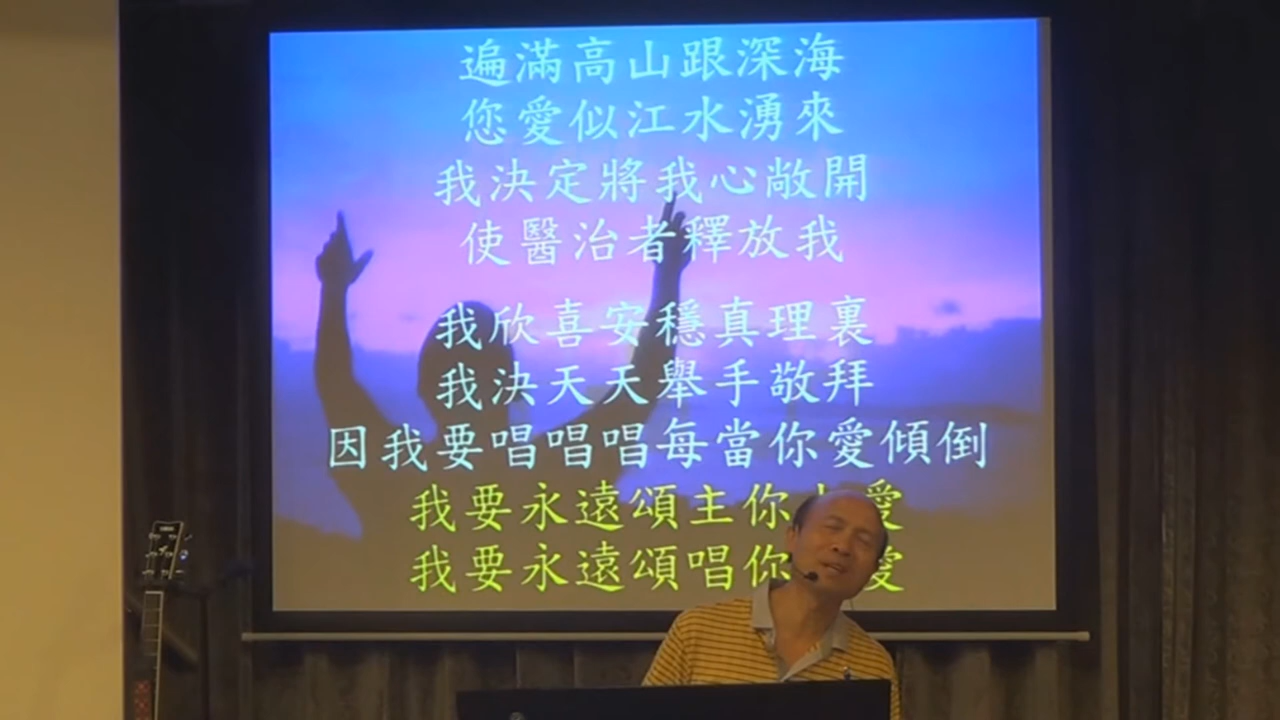 遍滿高山跟深海
您愛似江水湧來
我決定將我心敞開
使醫治者釋放我
我欣喜安穩真理裏
我決天天舉手敬拜
因我要唱唱唱每當你愛傾倒
我要永遠頌主你愛
我要永遠頌唱你愛